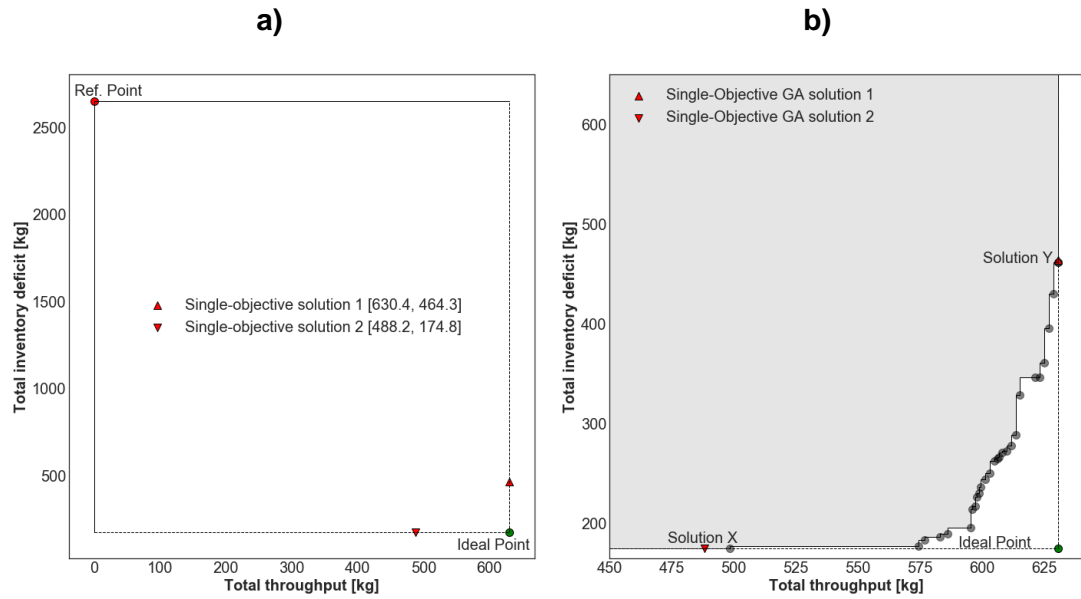 a)
Ref. Point
2500
2000
1500
1000
500
Total inventory deficit [kg]
Single-objective solution 1 [630.4, 464.3]
Single-objective solution 2 [488.2, 174.8]
Ideal Point
0 100 200 300 400 500 600
Total throughput [kg]
b)
Single-Objective GA solution 1
Single-Objective GA solution 2
600
500
400
300
200
Total inventory deficit [kg]
Solution Y
Solution X
Ideal Point
450 475 500 525 550 575 600 625
Total throughput [kg]